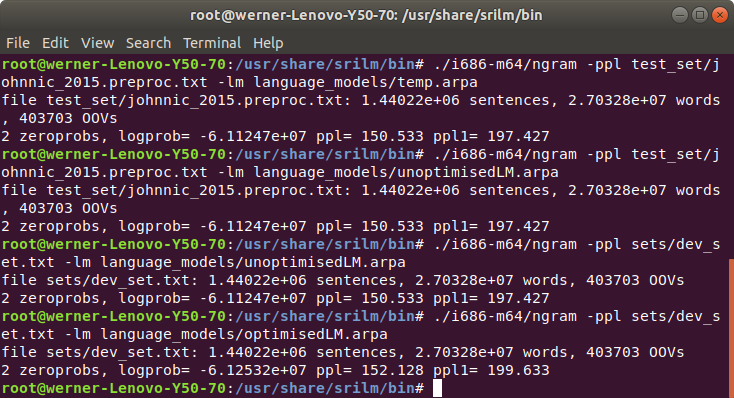 root@werner-Lenovo-Y50-70: /usr/share/srilm/bin
File Edit View Search Terminal Help
root@werner-Lenovo-Y50-70:/usr/share/srilm/bin# ./i686-m64/ngram -ppl test_set/j
ohnnic_2015.preproc.txt -lm language_models/temp.arpa
file test_set/johnnic_2015.preproc.txt: 1.44022e+06 sentences, 2.70328e+07 words
, 403703 OOVs
2 zeroprobs, logprob= -6.11247e+07 ppl= 150.533 ppl1= 197.427
root@werner-Lenovo-Y50-70:/usr/share/srilm/bin# ./i686-m64/ngram -ppl test_set/j
ohnnic_2015.preproc.txt -lm language_models/unoptimisedLM.arpa
file test_set/johnnic_2015.preproc.txt: 1.44022e+06 sentences, 2.70328e+07 words
, 403703 OOVs
2 zeroprobs, logprob= -6.11247e+07 ppl= 150.533 ppl1= 197.427
root@werner-Lenovo-Y50-70:/usr/share/srilm/bin# ./i686-m64/ngram -ppl sets/dev_s
et.txt -lm language_models/unoptimisedLM.arpa
file sets/dev_set.txt: 1.44022e+06 sentences, 2.70328e+07 words, 403703 OOVs
2 zeroprobs, logprob= -6.11247e+07 ppl= 150.533 ppl1= 197.427
root@werner-Lenovo-Y50-70:/usr/share/srilm/bin# ./i686-m64/ngram -ppl sets/dev_s
et.txt -lm language_models/optimisedLM.arpa
file sets/dev_set.txt: 1.44022e+06 sentences, 2.70328e+07 words, 403703 OOVs
2 zeroprobs, logprob= -6.12532e+07 ppl= 152.128 ppl1= 199.633
root@werner-Lenovo-Y50-70:/usr/share/srilm/bin#